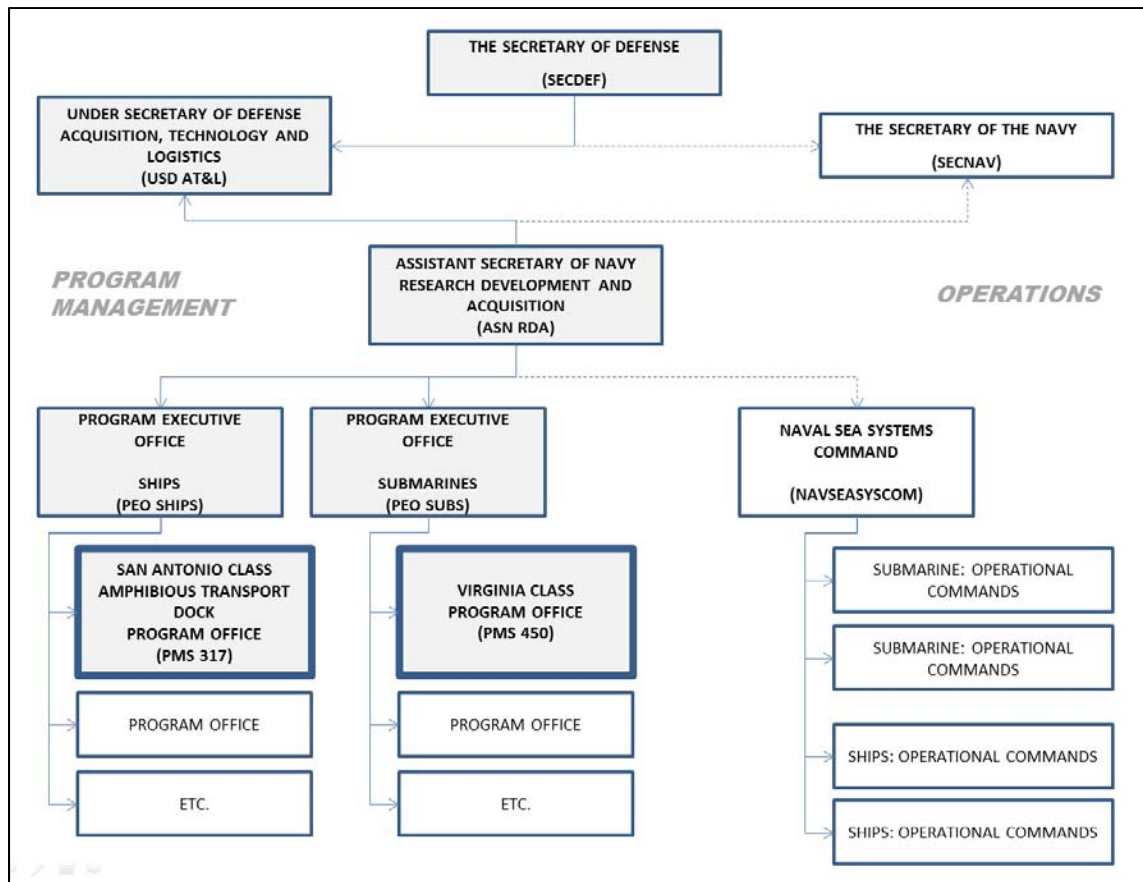 THE SECRETARY OF DEFENSE
(SECDEF)
UNDER SECRETARY OF DEFENSE
ACQUISITION, TECHNOLOGY AND
LOGISTICS
(USD AT&L)
THE SECRETARY OF THE NAVY
(SECNAV)
PROGRAM
MANAGEMENT
ASSISTANT SECRETARY OF NAVY
RESEARCH DEVELOPMENT AND
ACQUISITION
(ASN RDA)
OPERATIONS
PROGRAM EXECUTIVE
OFFICE
SHIPS
(PEO SHIPS)
PROGRAM EXECUTIVE
OFFICE
SUBMARINES
(PEO SUBS)
NAVAL SEA SYSTEMS
COMMAND
(NAVSEASYSCOM)
SAN ANTONIO CLASS
AMPHIBIOUS TRANSPORT
DOCK
PROGRAM OFFICE
(PMS 317)
PROGRAM OFFICE
ETC.
VIRGINIA CLASS
PROGRAM OFFICE
(PMS 450)
PROGRAM OFFICE
ETC.
SUBMARINE: OPERATIONAL
COMMANDS
SUBMARINE: OPERATIONAL
COMMANDS
SHIPS: OPERATIONAL COMMANDS
SHIPS: OPERATIONAL COMMANDS